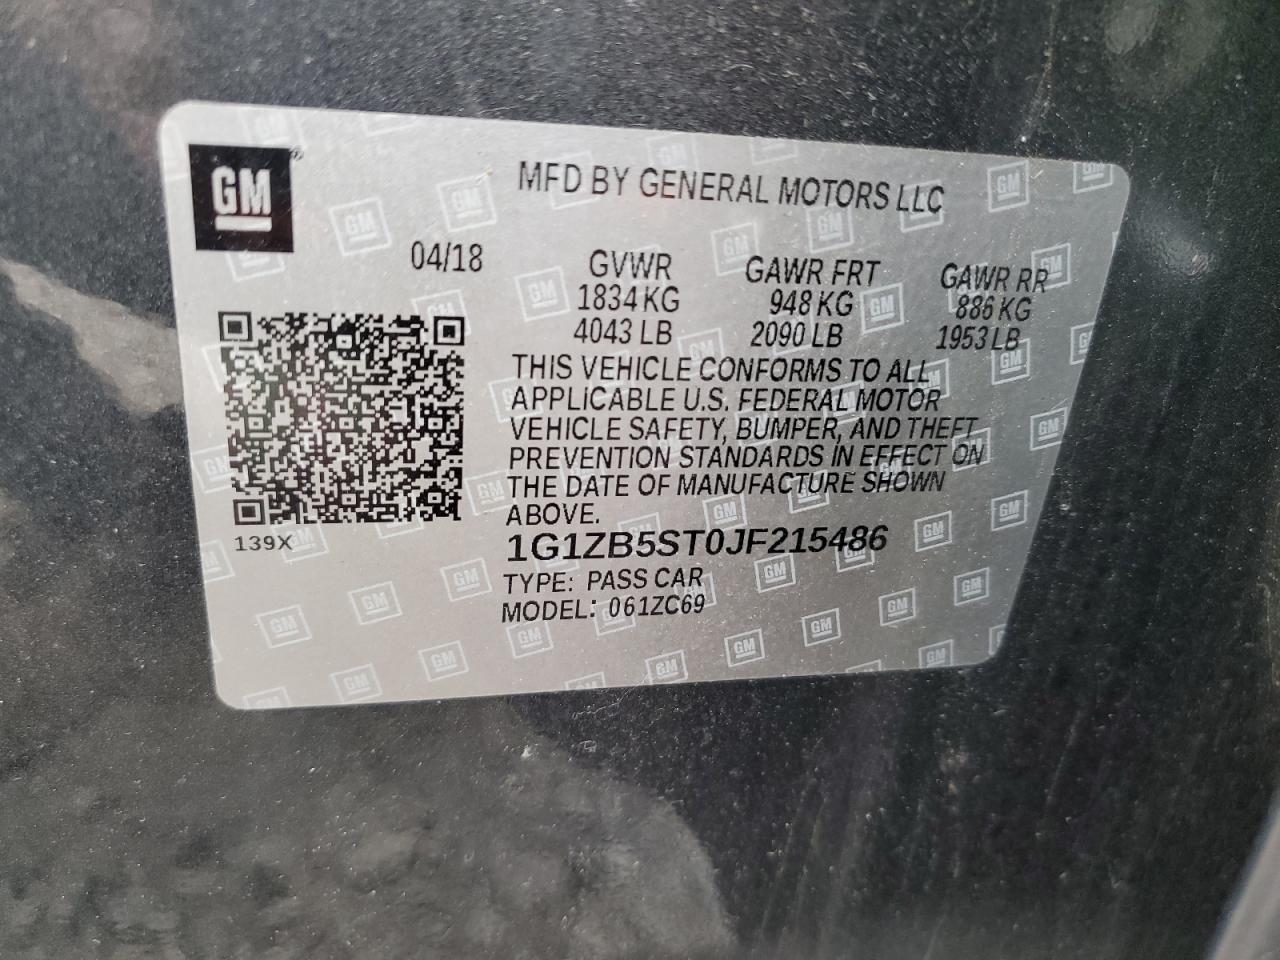 GM
MFD BY GENERAL MOTORS LLC
04/18
GVWR GAWR FRT GAWR RR
1834 KG 948 KG 886 KG
4043 LB 2090 LB 1953 LB
THIS VEHICLE CONFORMS TO ALL
APPLICABLE U.S. FEDERAL MOTOR
VEHICLE SAFETY, BUMPER, AND THEFT
PREVENTION STANDARDS IN EFFECT ON
THE DATE OF MANUFACTURE SHOWN
ABOVE.
139X
1G1ZB5ST0JF215486
TYPE: PASS CAR
MODEL: 061ZC69